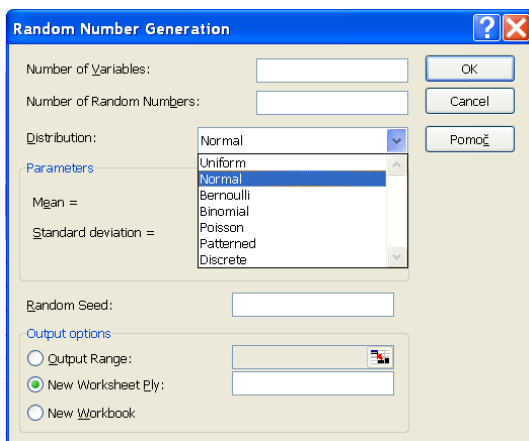 Random Number Generation
Number of Variables:
OK
Number of Random Numbers:
Cancel
Distribution:
Normal
Pomoč
Parameters
Uniform
Normal
Mean =
Bernoulli
Binomial
Standard deviation =
Poisson
Patterned
Discrete
Random Seed:
Output options
Output Range:
New Worksheet Ply:
New Workbook